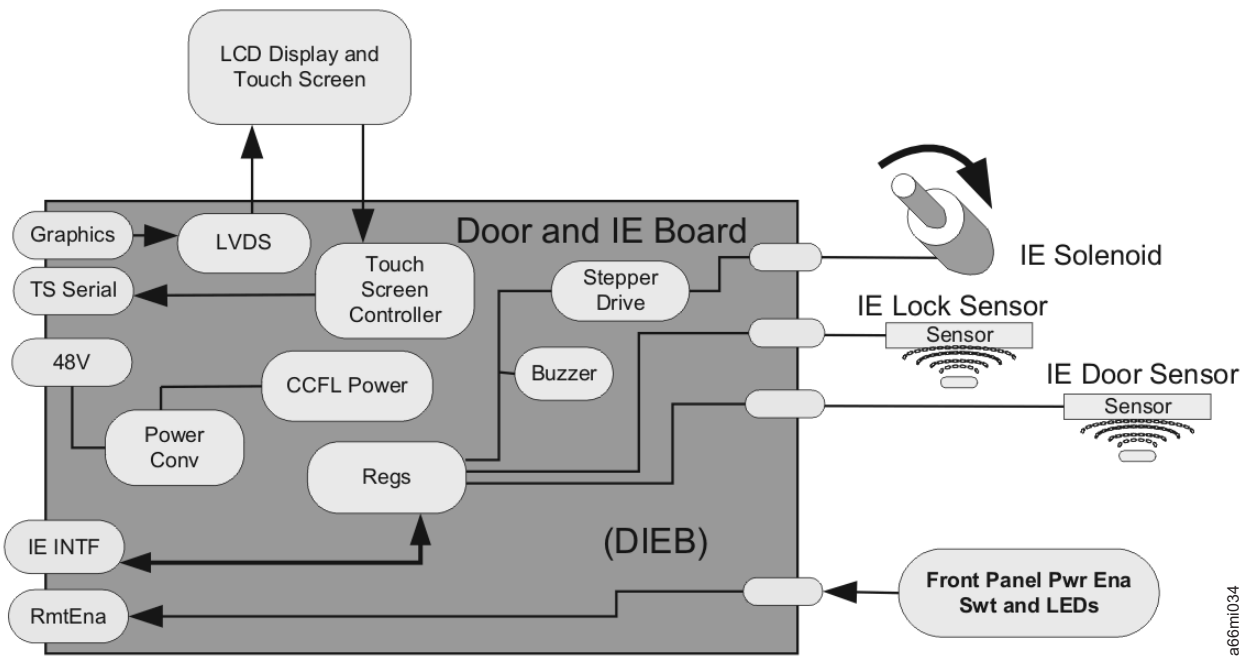 LCD Display and
Touch Screen
Graphics
LVDS
Door and IE Board
IE Solenoid
TS Serial
Touch
Screen
Controller
Stepper
Drive
IE Lock Sensor
Sensor
48V
CCFL Power
Buzzer
IE Door Sensor
Sensor
Power
Conv
Regs
IE INTF
(DIEB)
RmtEna
Front Panel Pwr Ena
Swt and LEDs
a66mi034